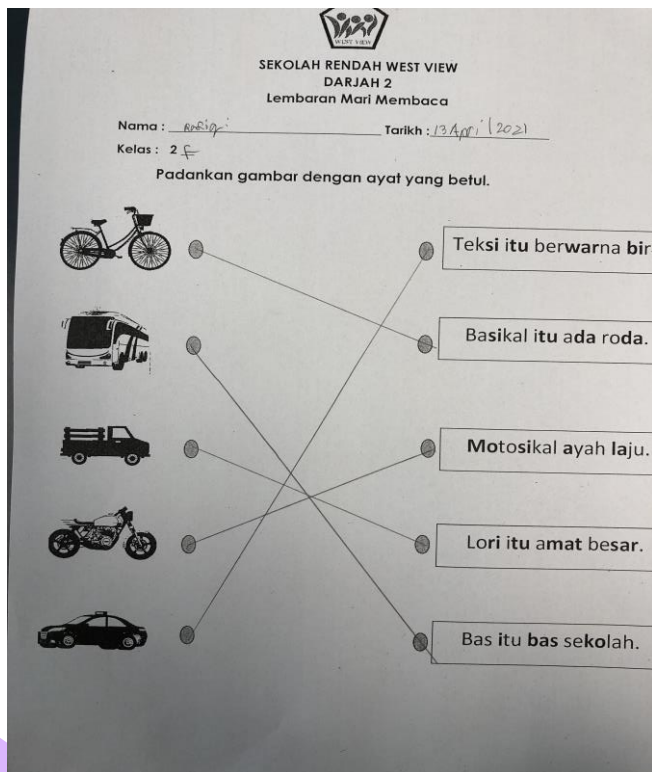 WEST VIEW
SEKOLAH RENDAH WEST VIEW
DARJAH 2
Lembaran Mari Membaca
Nama : Tarikh : 13 April 2021
Kelas : 2 F
Padankan gambar dengan ayat yang betul.
Teksi itu berwarna bir
Basikal itu ada roda.
Motosikal ayah laju.
Lori itu amat besar.
Bas itu bas sekolah.